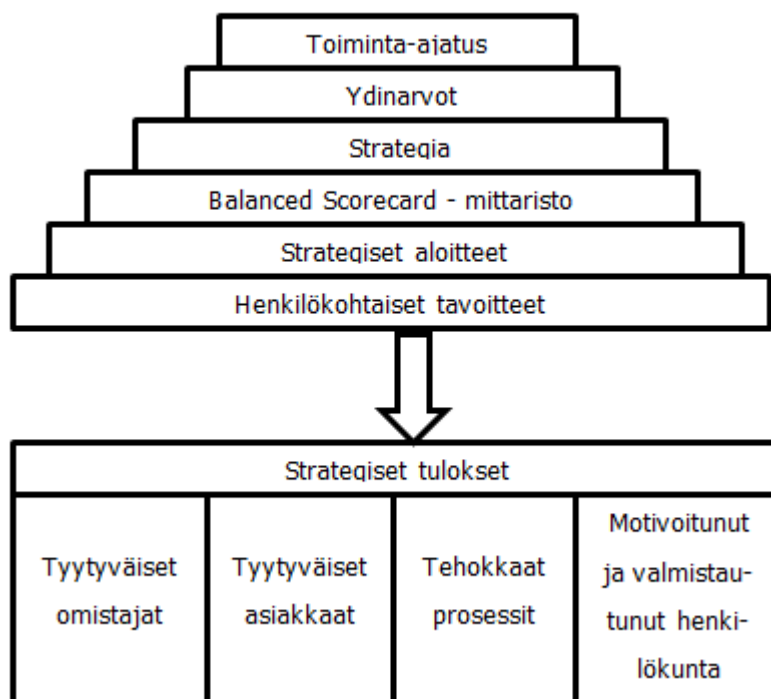 Toiminta-ajatus
Ydinarvot
Strategia
Balanced Scorecard - mittaristo
Strategiset aloitteet
Henkilökohtaiset tavoitteet
Strategiset tulokset
Tyytyväiset
omistajat
Tyytyväiset
asiakkaat
Tehokkaat
prosessit
Motivoitunut
ja valmistau-
tunut henki-
lökunta